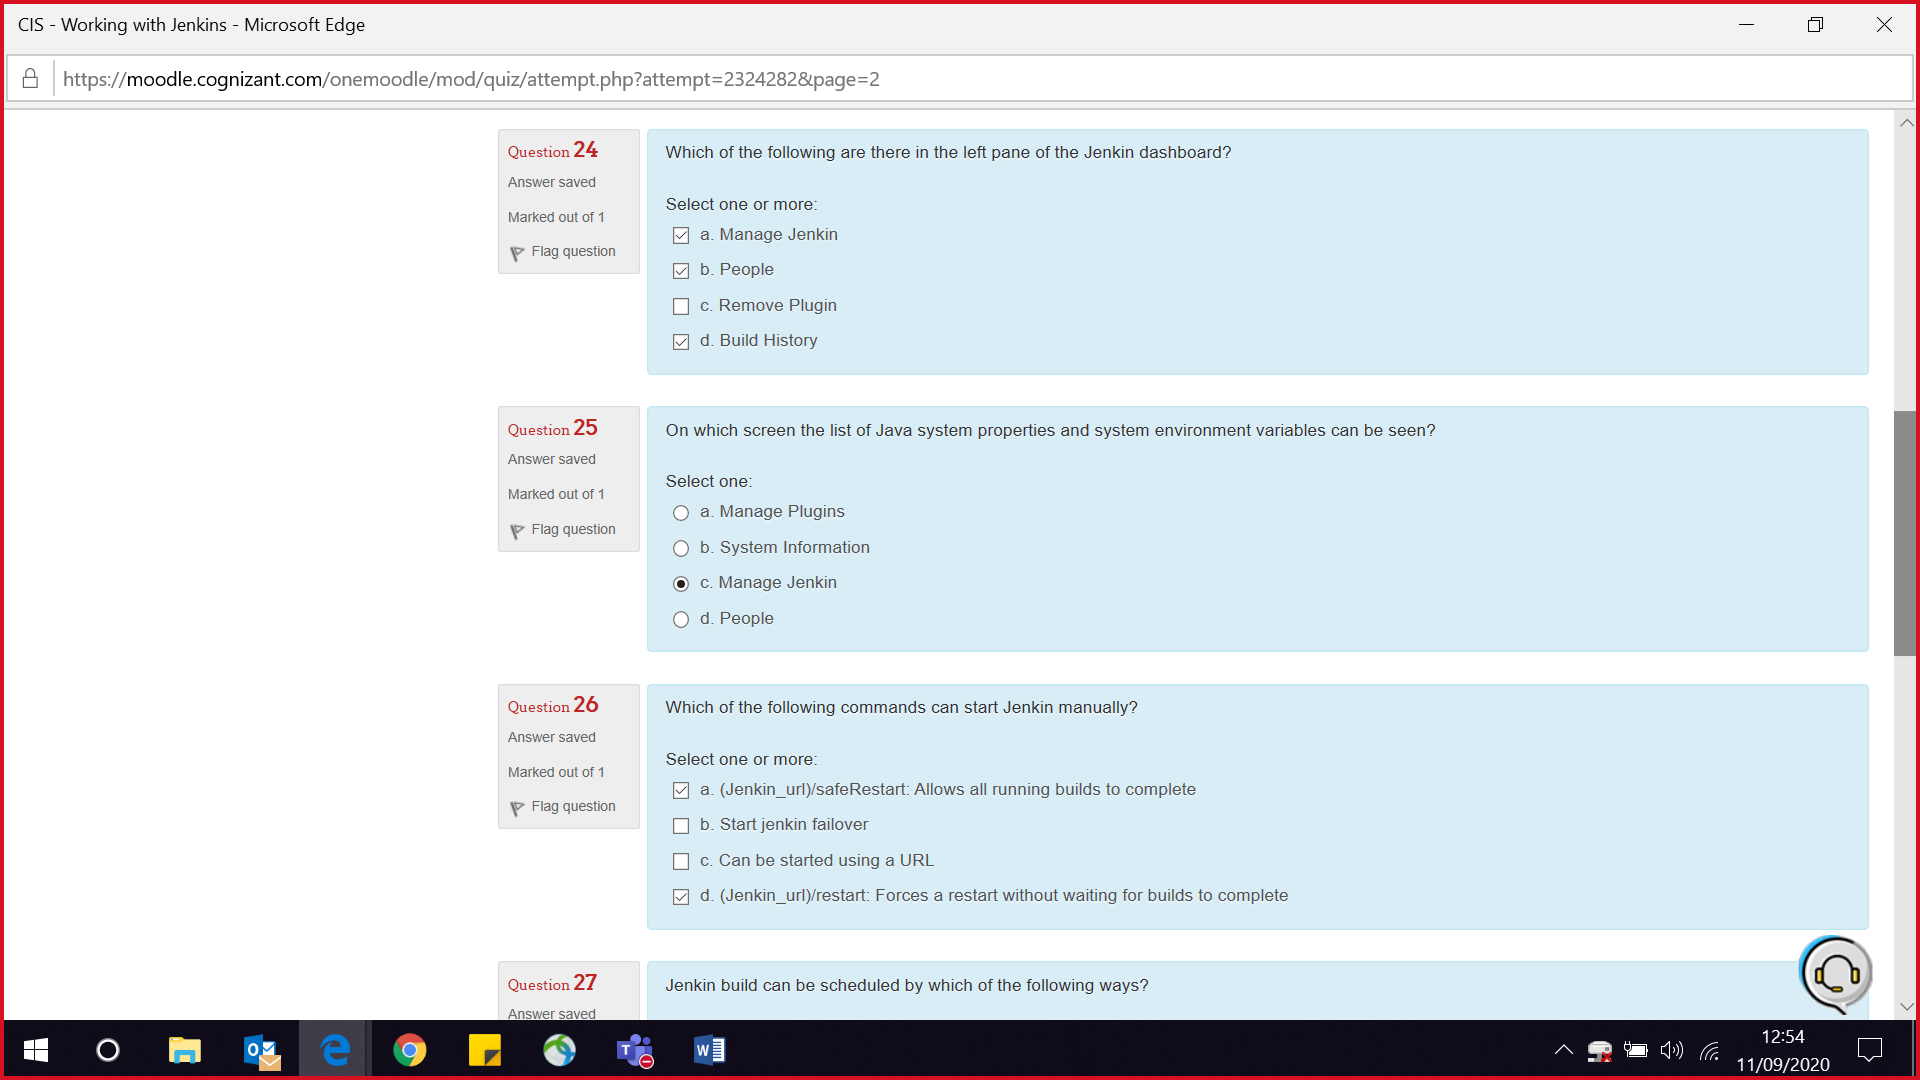 CIS - Working with Jenkins - Microsoft Edge
https://moodle.cognizant.com/onemoodle/mod/quiz/attempt.php?attempt=2324282&page=2
Question 24
Answer saved
Marked out of 1
Flag question
Which of the following are there in the left pane of the Jenkin dashboard?
Select one or more:
a. Manage Jenkin
b. People
c. Remove Plugin
d. Build History
Question 25
Answer saved
Marked out of 1
Flag question
On which screen the list of Java system properties and system environment variables can be seen?
Select one:
a. Manage Plugins
b. System Information
c. Manage Jenkin
d. People
Question 26
Answer saved
Marked out of 1
Flag question
Which of the following commands can start Jenkin manually?
Select one or more:
a. (Jenkin_url)/safeRestart: Allows all running builds to complete
b. Start jenkin failover
c. Can be started using a URL
d. (Jenkin_url)/restart: Forces a restart without waiting for builds to complete
Question 27
Answer saved
Jenkin build can be scheduled by which of the following ways?
12:54
11/09/2020